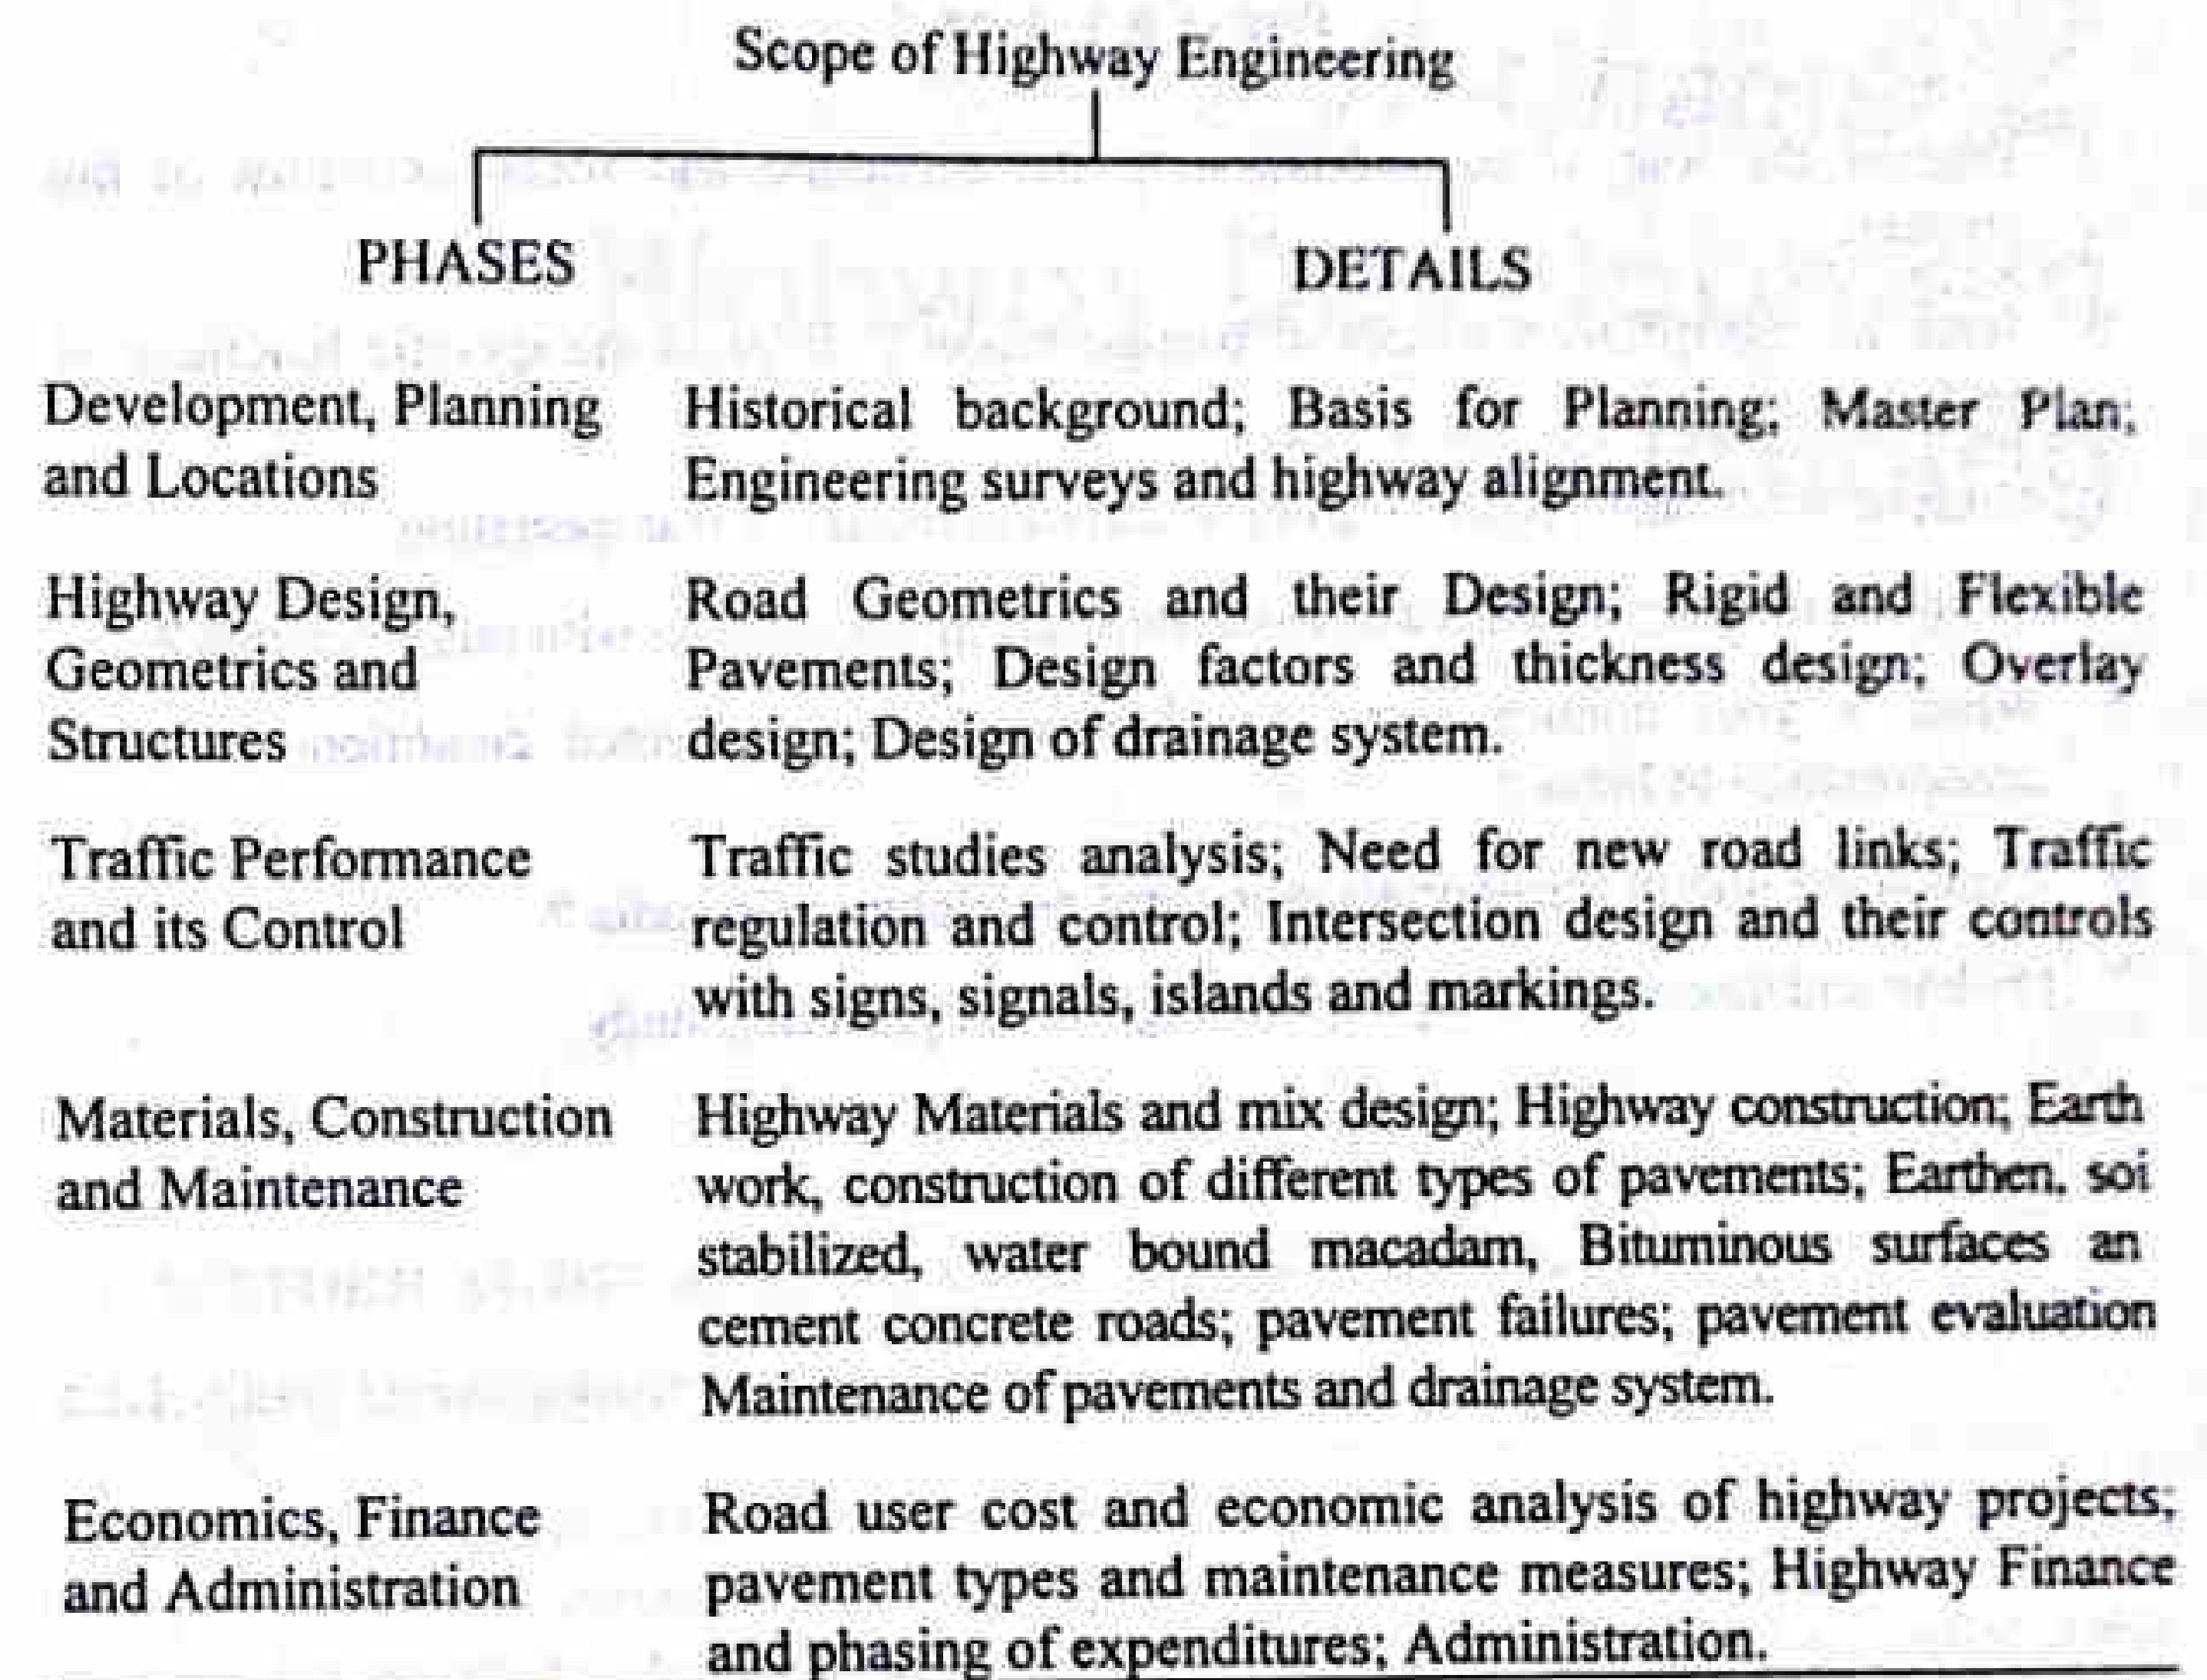 Scope of Highway Engineering
PHASES
DETAILS
Development, Planning
and Locations
Historical background; Basis for Planning; Master Plan;
Engineering surveys and highway alignment.
Highway Design,
Geometrics and
Structures
Road Geometrics and their Design; Rigid and Flexible
Pavements; Design factors and thickness design; Overlay
design; Design of drainage system.
Traffic Performance
and its Control
Traffic studies analysis; Need for new road links; Traffic
regulation and control; Intersection design and their controls
with signs, signals, islands and markings.
Materials, Construction
and Maintenance
Highway Materials and mix design; Highway construction; Earth
work, construction of different types of pavements; Earthen, soi
stabilized, water bound macadam, Bituminous surfaces an
cement concrete roads; pavement failures; pavement evaluation
Maintenance of pavements and drainage system.
Economics, Finance
and Administration
Road user cost and economic analysis of highway projects;
pavement types and maintenance measures; Highway Finance
and phasing of expenditures; Administration.